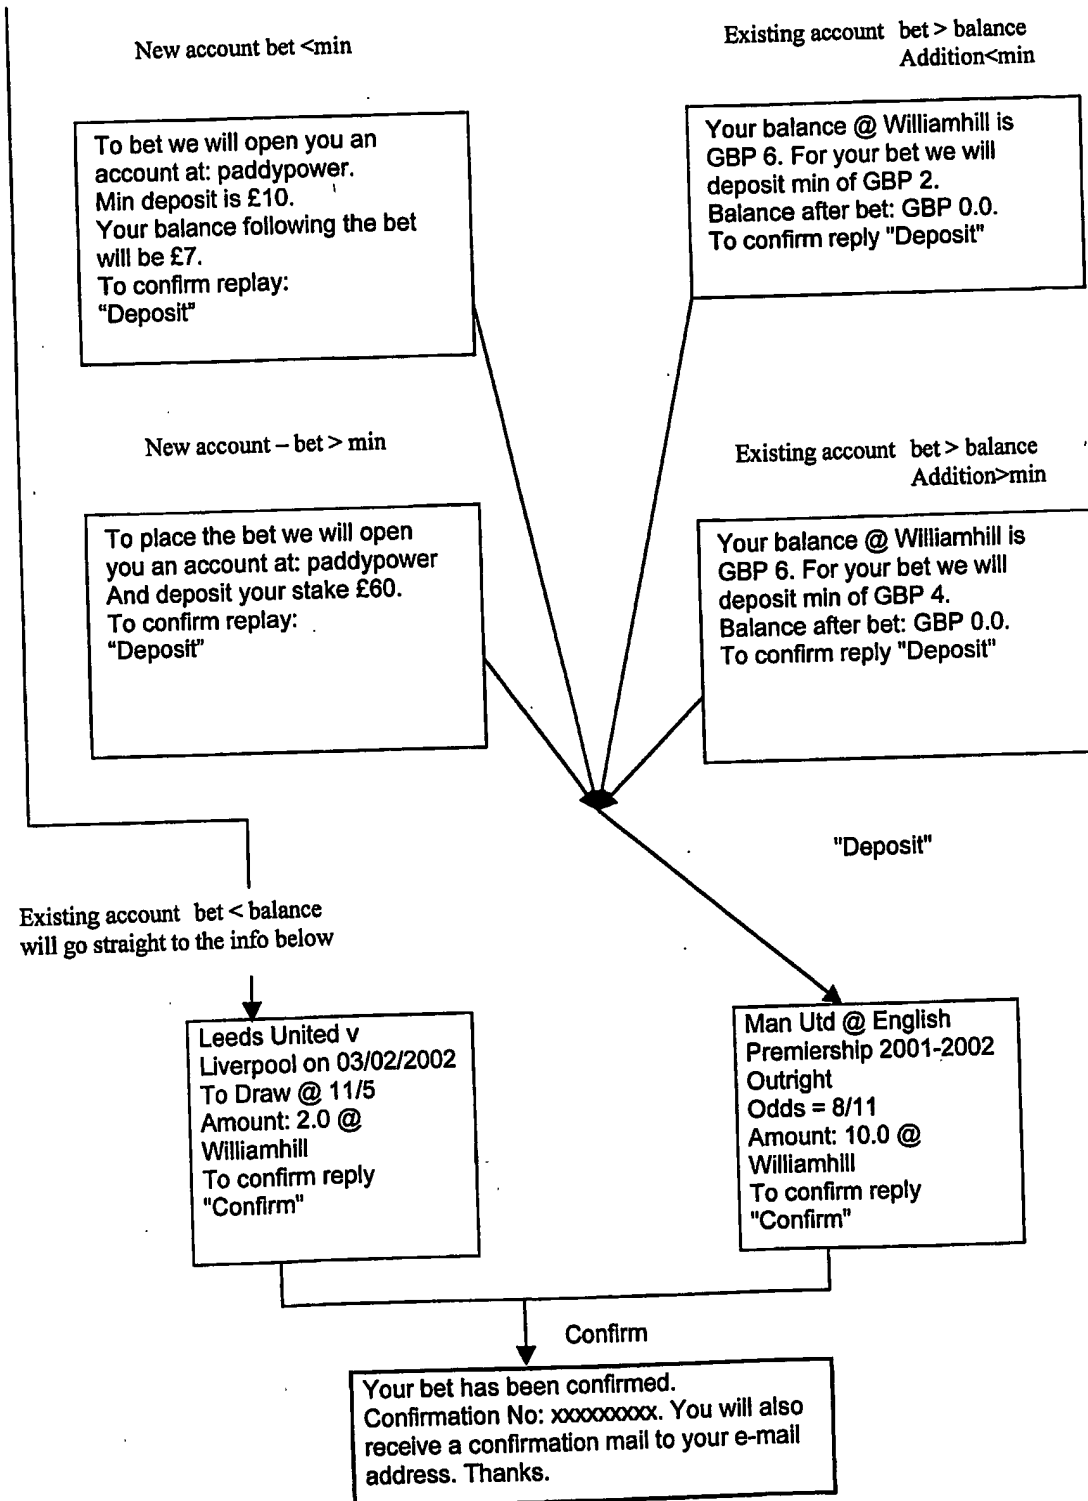 New account bet <min
To bet we will open you an
account at: paddypower.
Min deposit is £10.
Your balance following the bet
will be £7.
To confirm replay:
“Deposit”
Existing account bet > balance
Addition<min
Your balance @ Williamhill is
GBP 6. For your bet we will
deposit min of GBP 2.
Balance after bet: GBP 0.0.
To confirm reply "Deposit"
New account – bet > min
To place the bet we will open
you an account at: paddypower
And deposit your stake £60.
To confirm replay:
“Deposit”
Existing account bet > balance
Addition>min
Your balance @ Williamhill is
GBP 6. For your bet we will
deposit min of GBP 4.
Balance after bet: GBP 0.0.
To confirm reply "Deposit"
"Deposit"
Existing account bet < balance
will go straight to the info below
Leeds United v
Liverpool on 03/02/2002
To Draw @ 11/5
Amount: 2.0 @
Williamhill
To confirm reply
"Confirm"
Man Utd @ English
Premiership 2001-2002
Outright
Odds = 8/11
Amount: 10.0 @
Williamhill
To confirm reply
"Confirm"
Confirm
Your bet has been confirmed.
Confirmation No: xxxxxxxxx. You will also
receive a confirmation mail to your e-mail
address. Thanks.